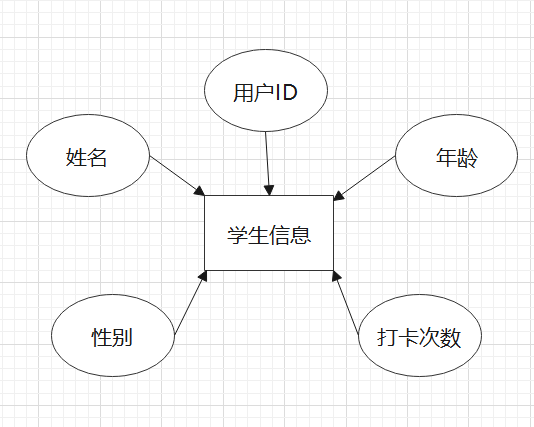 用户ID
姓名
年龄
学生信息
性别
打卡次数